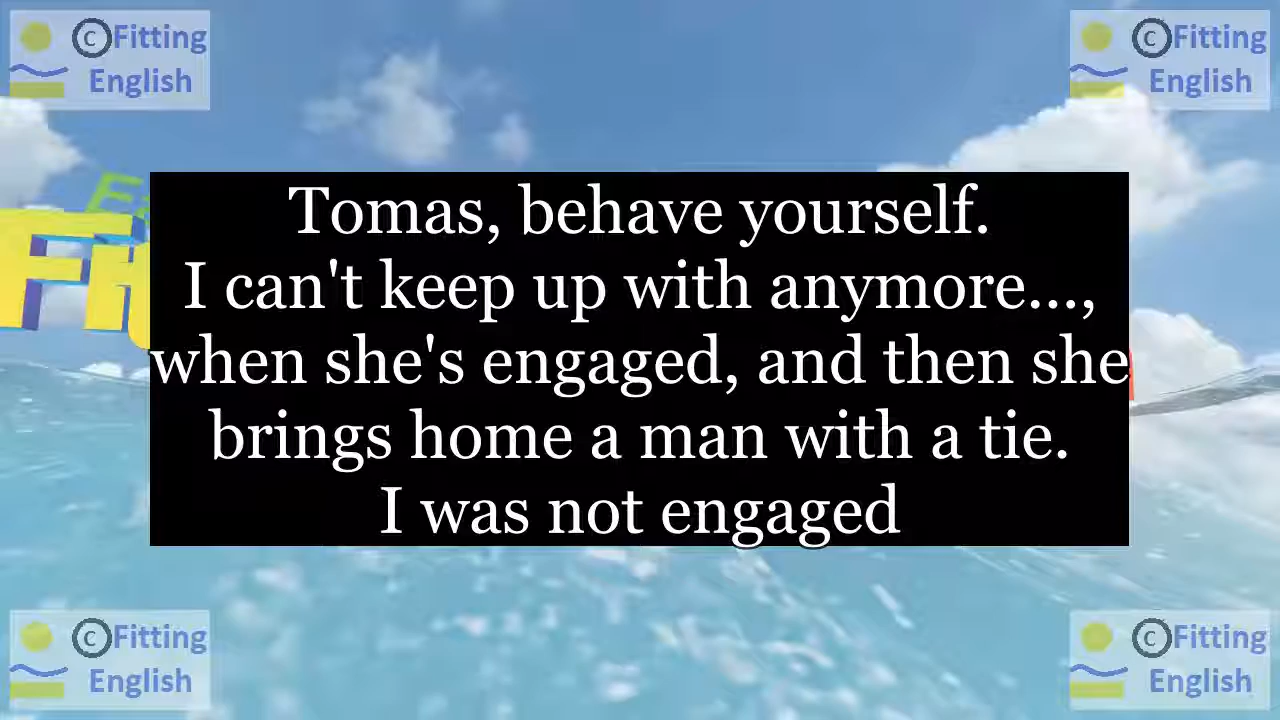 ©Fitting
English
©Fitting
English
Tomas, behave yourself.
I can't keep up with anymore...,
when she's engaged, and then she
brings home a man with a tie.
I was not engaged
©Fitting
English
©Fitting
English